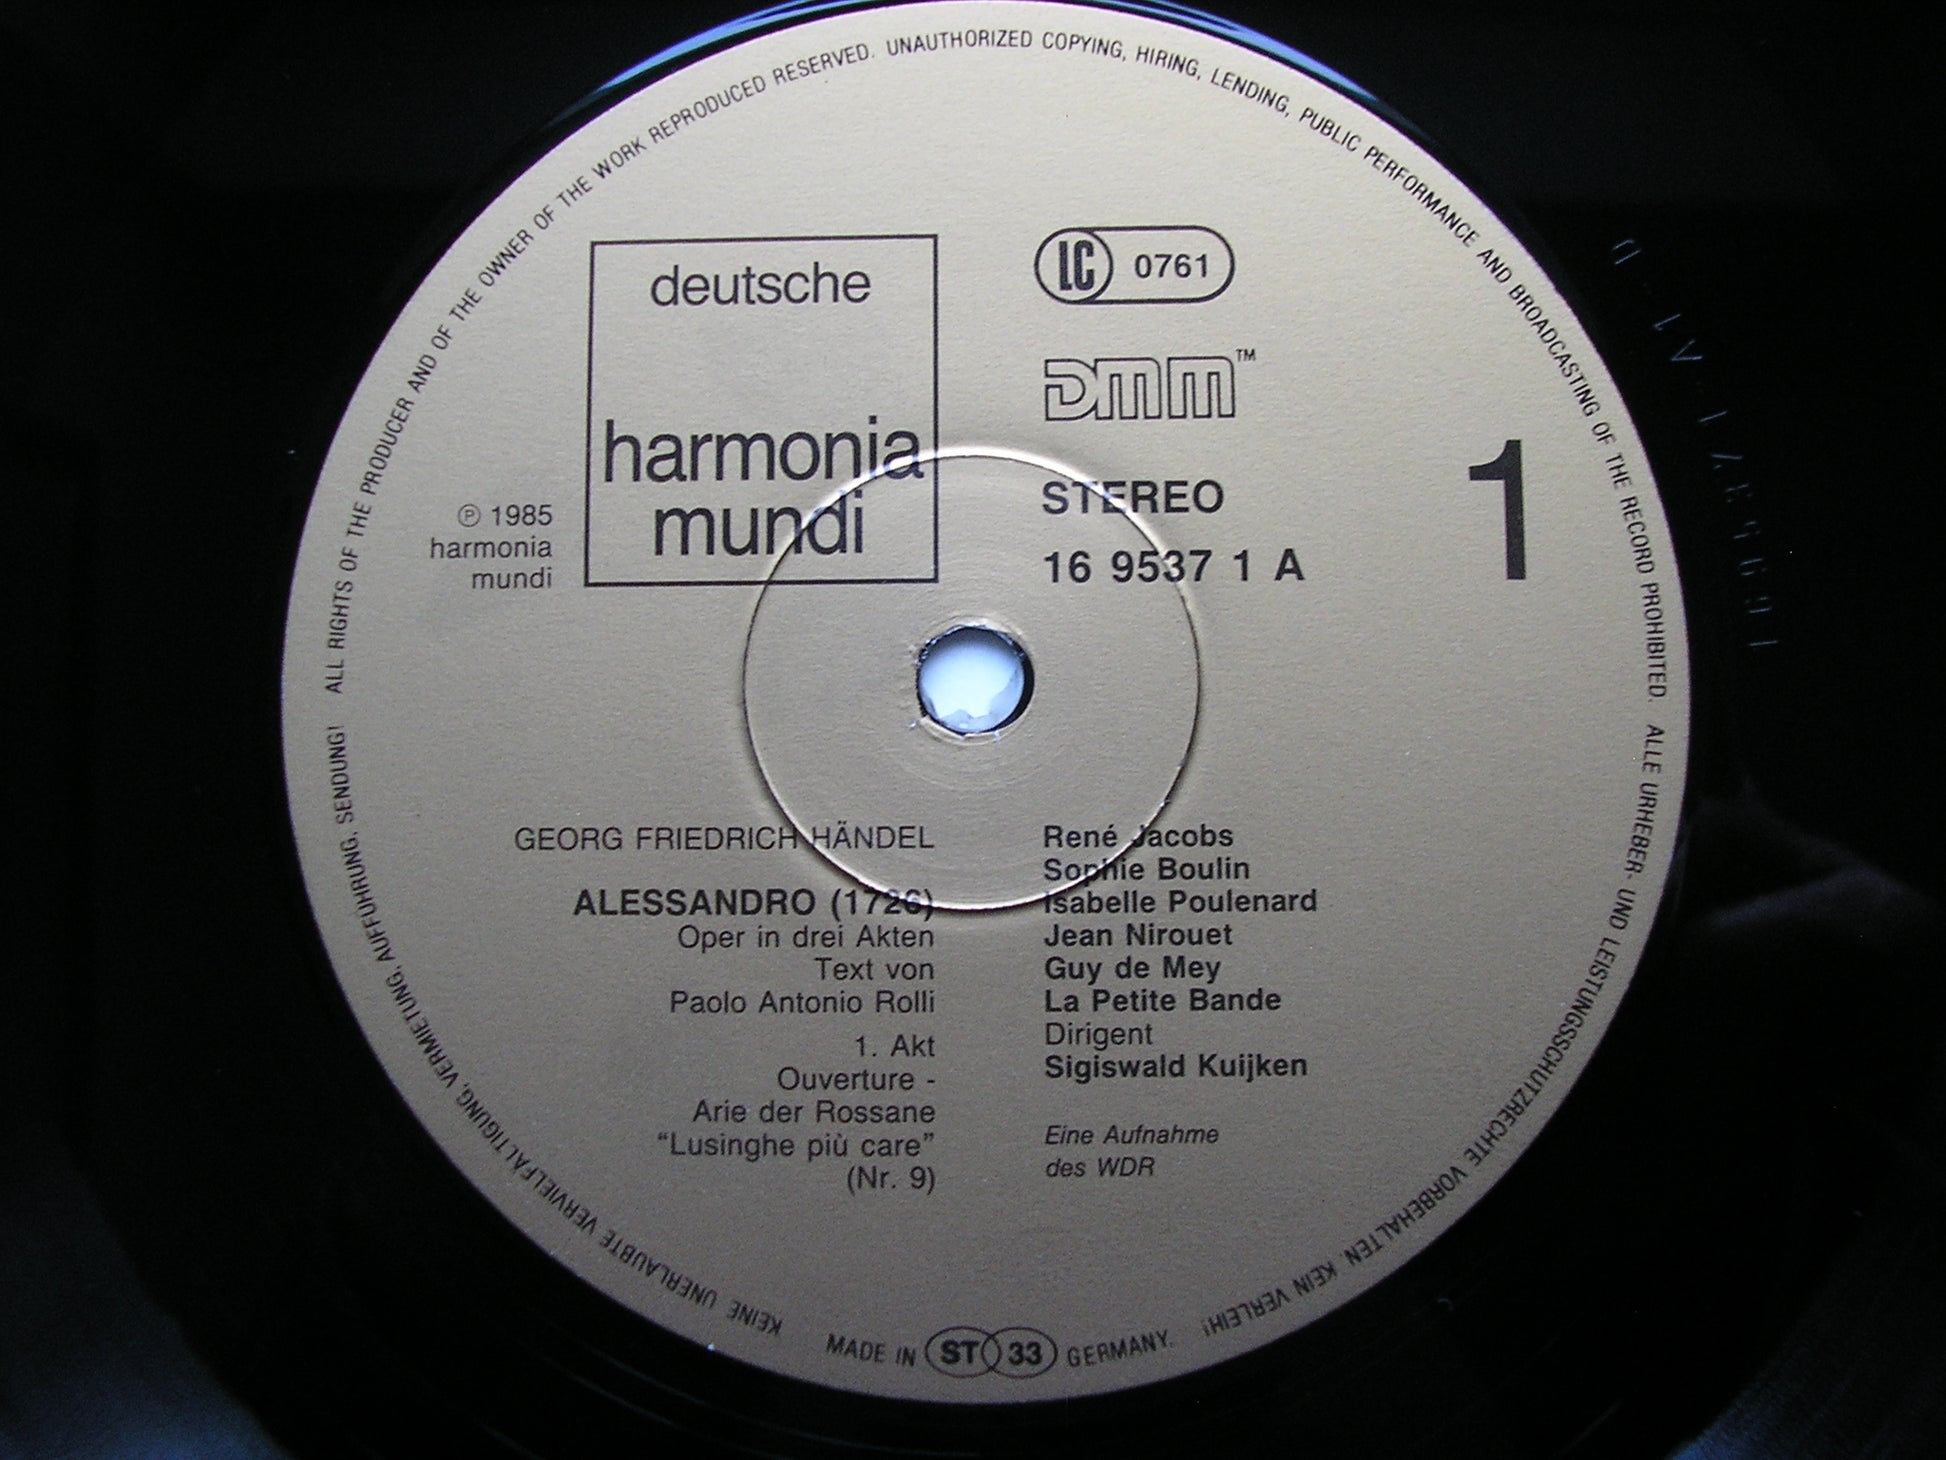 ALL RIGHTS OF THE PRODUCER AND OF THE OWNER OF THE WORK REPRODUCED RESERVED. UNAUTHORIZED COPYING, HIRING, LENDING, PUBLIC PERFORMANCE AND BROADCASTING OF THE RECORD PROHIBITED.
ALLE URHEBER- UND LEISTUNGSSCHUTZRECHTE VORBEHALTEN. KEIN VERLEIH! KEINE UNERLAUBTE VERVIELFÄLTIGUNG, VERMIETUNG, AUFFÜHRUNG, SENDUNG!
deutsche
harmonia
mundi
℗ 1985
harmonia
mundi
LC 0761
DMM™
STEREO
16 9537 1 A
1
GEORG FRIEDRICH HÄNDEL
ALESSANDRO (1726)
Oper in drei Akten
Text von
Paolo Antonio Rolli
1. Akt
Ouverture -
Arie der Rossane
“Lusinghe più care”
(Nr. 9)
René Jacobs
Sophie Boulin
Isabelle Poulenard
Jean Nirouet
Guy de Mey
La Petite Bande
Dirigent
Sigiswald Kuijken
Eine Aufnahme
des WDR
MADE IN ST 33 GERMANY.